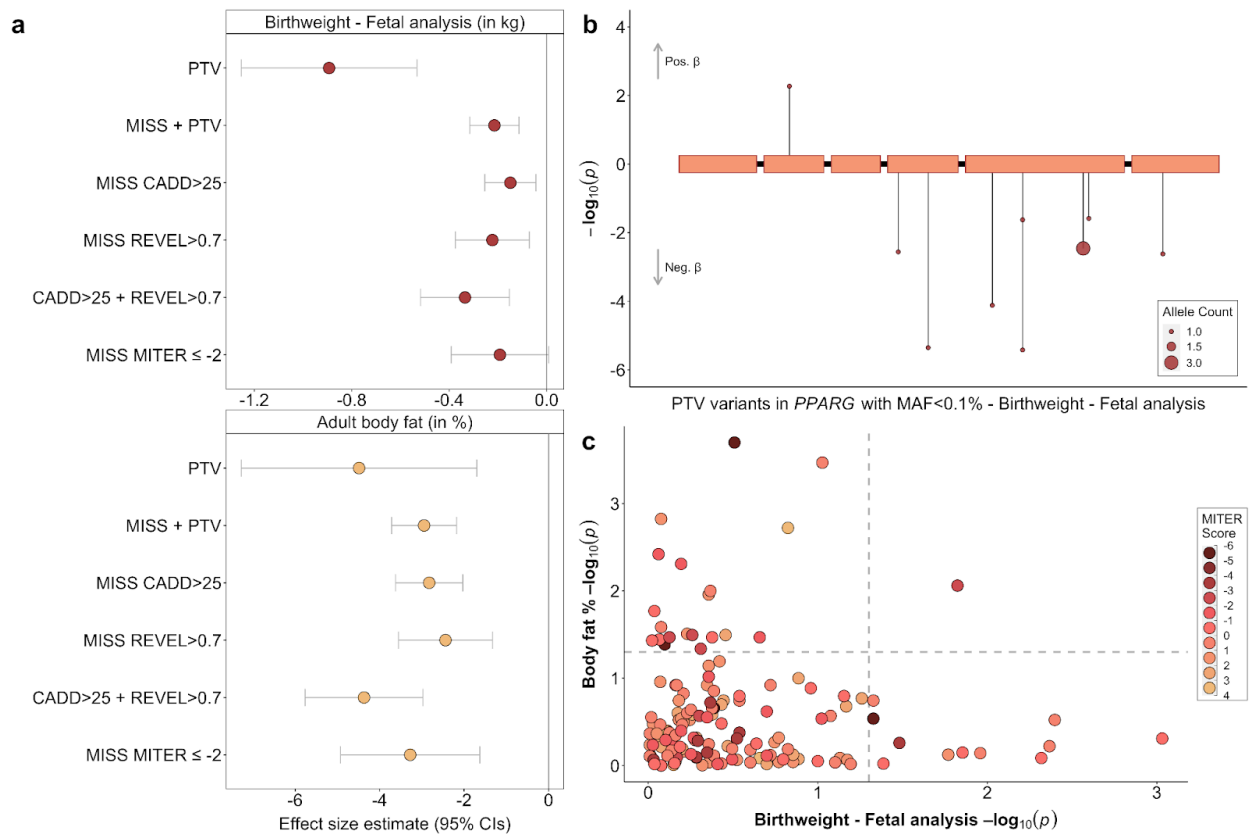 a
Birthweight - Fetal analysis (in kg)
PTV
MISS + PTV
MISS CADD>25
MISS REVEL>0.7
CADD>25 + REVEL>0.7
MISS MITER ≤ -2
-1.2 -0.8 -0.4 0.0
Adult body fat (in %)
PTV
MISS + PTV
MISS CADD>25
MISS REVEL>0.7
CADD>25 + REVEL>0.7
MISS MITER ≤ -2
-6 -4 -2 0
Effect size estimate (95% CIs)
b
Pos. β
Neg. β
−log₁₀(p)
4
2
0
-2
-4
-6
Allele Count
1.0
1.5
3.0
PTV variants in PPARG with MAF<0.1% - Birthweight - Fetal analysis
c
Body fat % −log₁₀(p)
3
2
1
0
0 1 2 3
Birthweight - Fetal analysis −log₁₀(p)
MITER
Score
-6
-5
-4
-3
-2
-1
0
1
2
3
4